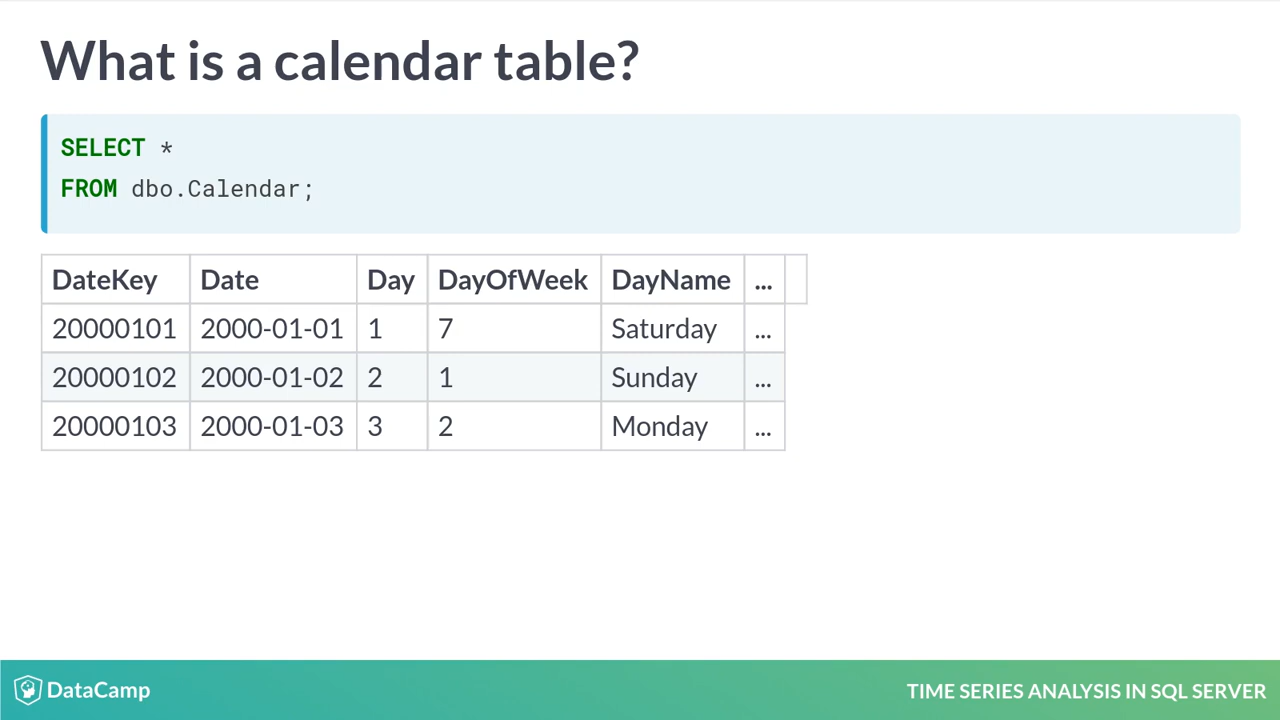 What is a calendar table?
SELECT *
FROM dbo.Calendar;
DateKey Date Day DayOfWeek DayName ...
20000101 2000-01-01 1 7 Saturday ...
20000102 2000-01-02 2 1 Sunday ...
20000103 2000-01-03 3 2 Monday ...
DataCamp
TIME SERIES ANALYSIS IN SQL SERVER